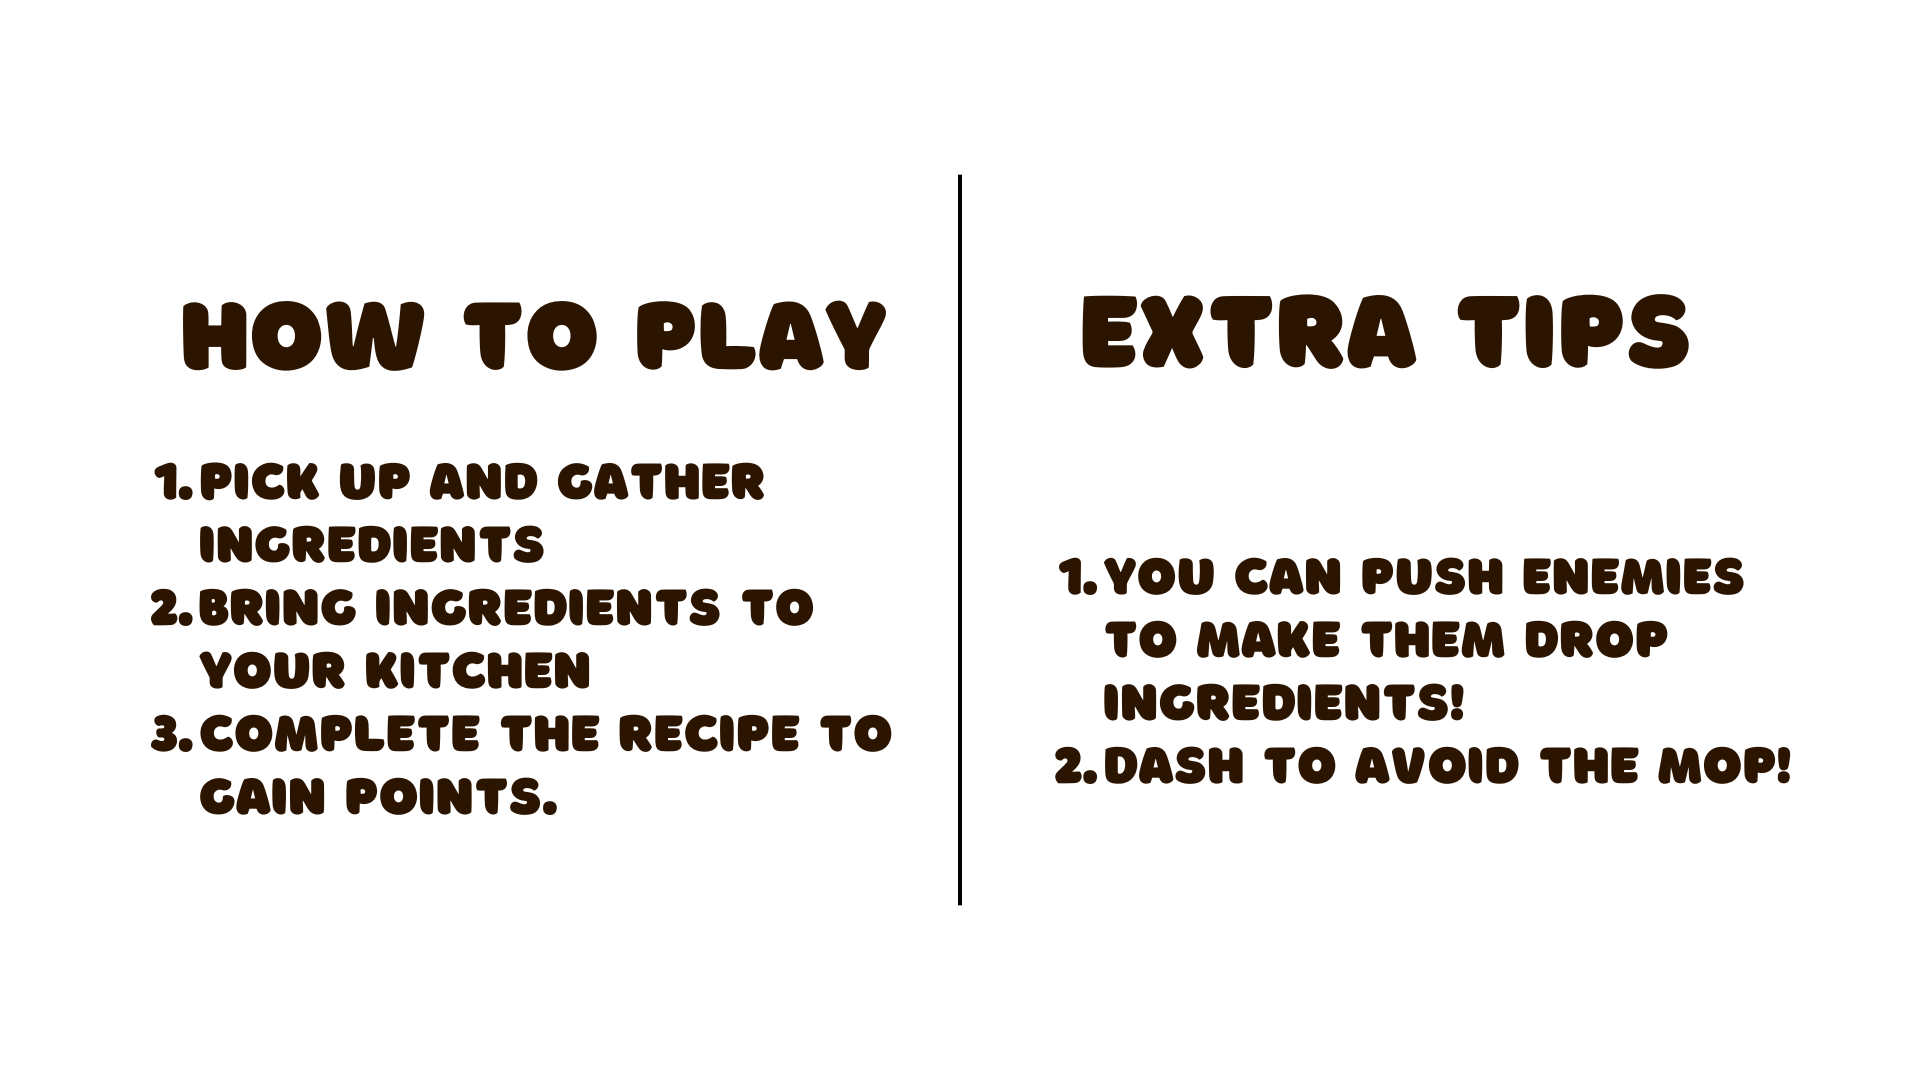 HOW TO PLAY
1. PICK UP AND GATHER
INGREDIENTS
2. BRING INGREDIENTS TO
YOUR KITCHEN
3. COMPLETE THE RECIPE TO
GAIN POINTS.
EXTRA TIPS
1. YOU CAN PUSH ENEMIES
TO MAKE THEM DROP
INGREDIENTS!
2. DASH TO AVOID THE MOP!